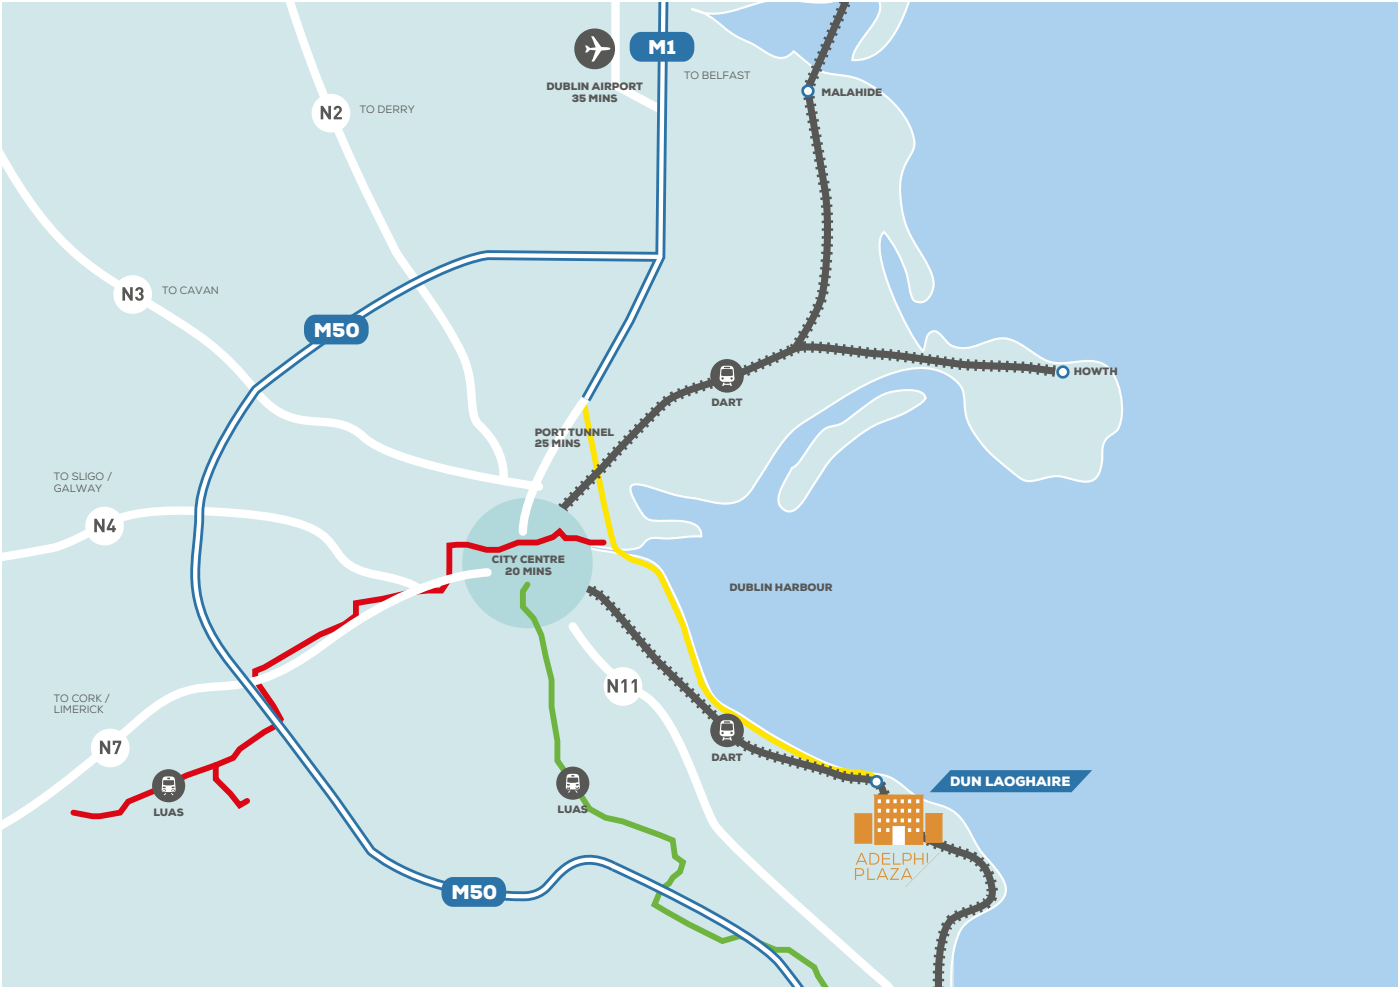 M1
TO BELFAST
DUBLIN AIRPORT
35 MINS
MALAHIDE
N2
TO DERRY
N3
TO CAVAN
M50
HOWTH
DART
PORT TUNNEL
25 MINS
TO SLIGO /
GALWAY
N4
CITY CENTRE
20 MINS
DUBLIN HARBOUR
N11
TO CORK /
LIMERICK
N7
DART
LUAS
LUAS
DUN LAOGHAIRE
ADELPHI
PLAZA
M50